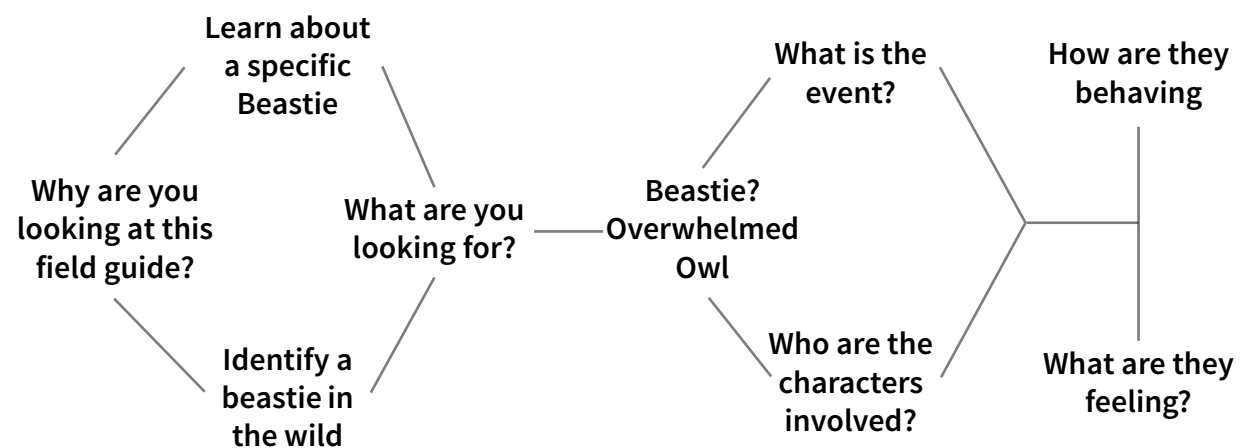 Learn about
a specific
Beastie
Why are you
looking at this
field guide?
Identify a
beastie in
the wild
What are you
looking for?
Beastie?
Overwhelmed
Owl
What is the
event?
Who are the
characters
involved?
How are they
behaving
What are they
feeling?